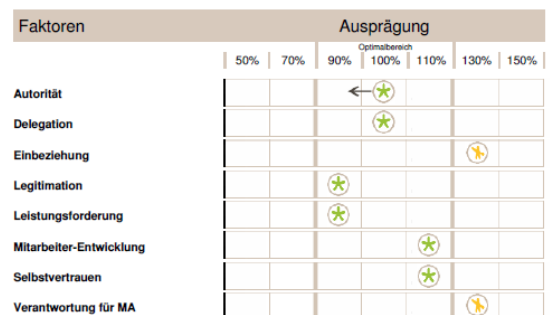 Faktoren Ausprägung
Optimalbereich
50% 70% 90% 100% 110% 130% 150%
Autorität
Delegation
Einbeziehung
Legitimation
Leistungsforderung
Mitarbeiter-Entwicklung
Selbstvertrauen
Verantwortung für MA